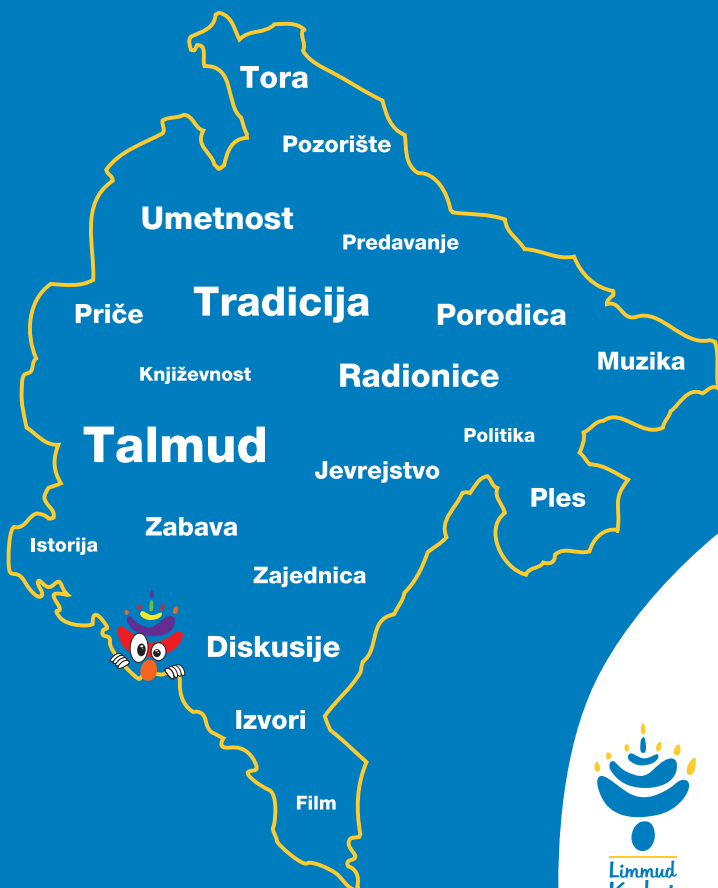 Tora
Pozorište
Umetnost
Predavanje
Tradicija
Priče
Porodica
Muzika
Književnost
Radionice
Talmud
Politika
Jevrejstvo
Ples
Zabava
Istorija
Zajednica
Diskusije
Izvori
Film
Limmud